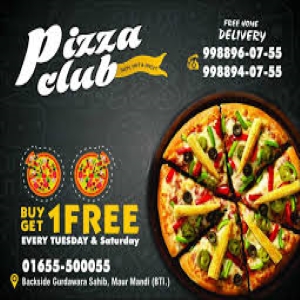 Pizza
club
FREE HOME
DELIVERY
998896-07-55
998894-07-55
BUY 1 FREE
GET
EVERY TUESDAY & Saturday
01655-500055
Backside Gurdawara Sahib, Maur Mandi (BTI.)